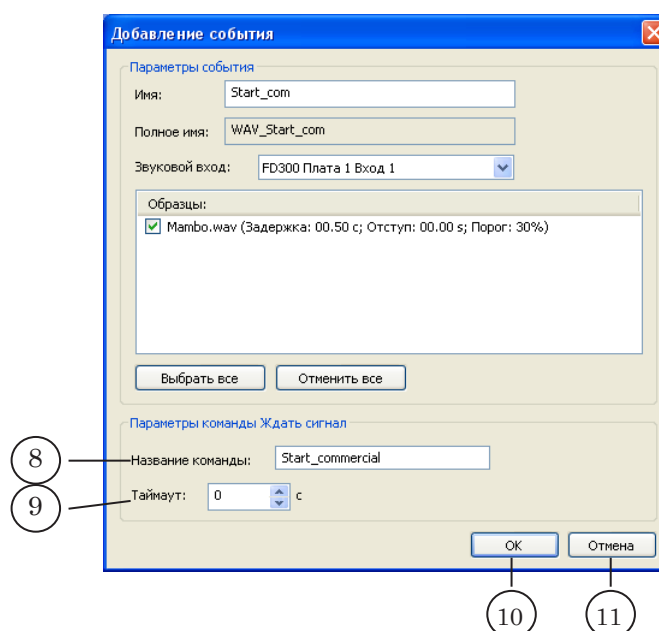 Добавление события
Параметры события
Имя: Start_com
Полное имя: WAV_Start_com
Звуковой вход: FD300 Плата 1 Вход 1
Образцы:
Mambo.wav (Задержка: 00.50 с; Отступ: 00.00 s; Порог: 30%)
Выбрать все Отменить все
Параметры команды Ждать сигнал
8 Название команды: Start_commercial
9 Таймаут: 0 с
OK Отмена
10 11